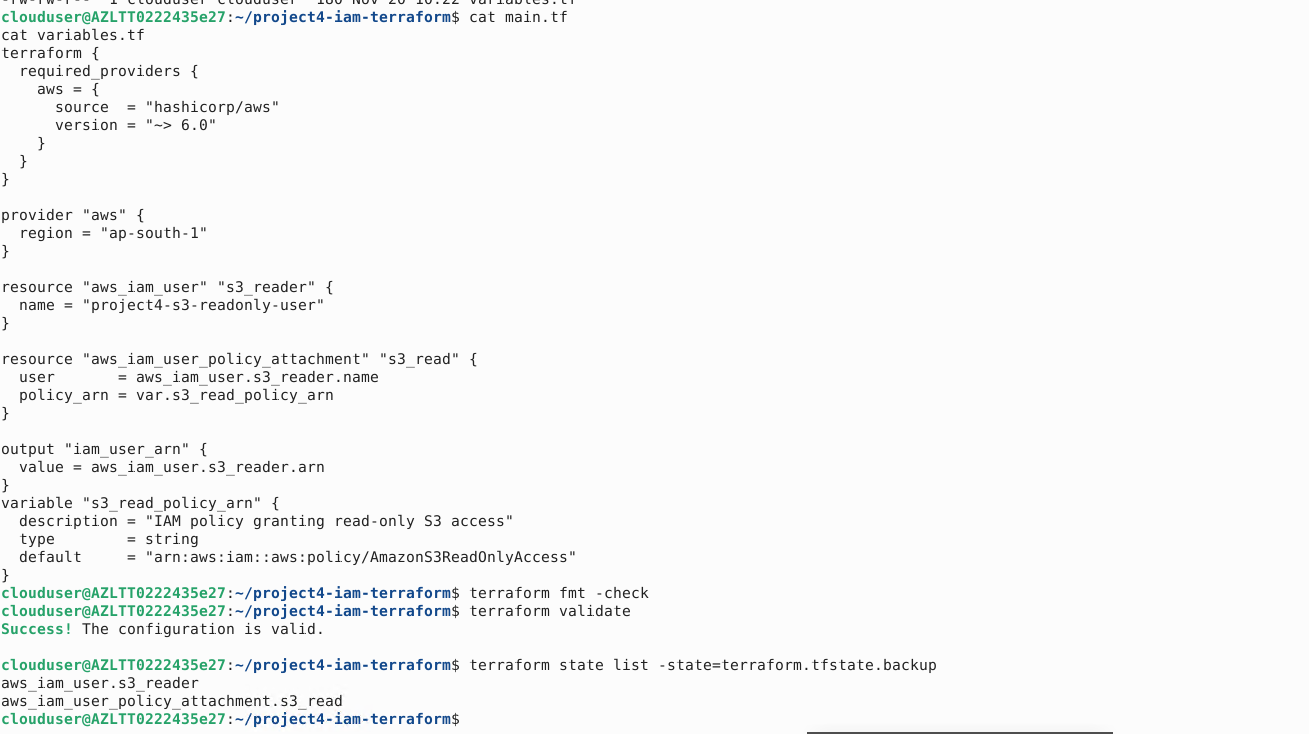 clouduser@AZLTT0222435e27:~/project4-iam-terraform$ cat main.tf
cat variables.tf
terraform {
  required_providers {
    aws = {
      source  = "hashicorp/aws"
      version = "~> 6.0"
    }
  }
}

provider "aws" {
  region = "ap-south-1"
}

resource "aws_iam_user" "s3_reader" {
  name = "project4-s3-readonly-user"
}

resource "aws_iam_user_policy_attachment" "s3_read" {
  user       = aws_iam_user.s3_reader.name
  policy_arn = var.s3_read_policy_arn
}

output "iam_user_arn" {
  value = aws_iam_user.s3_reader.arn
}
variable "s3_read_policy_arn" {
  description = "IAM policy granting read-only S3 access"
  type        = string
  default     = "arn:aws:iam::aws:policy/AmazonS3ReadOnlyAccess"
}
clouduser@AZLTT0222435e27:~/project4-iam-terraform$ terraform fmt -check
clouduser@AZLTT0222435e27:~/project4-iam-terraform$ terraform validate
Success! The configuration is valid.

clouduser@AZLTT0222435e27:~/project4-iam-terraform$ terraform state list -state=terraform.tfstate.backup
aws_iam_user.s3_reader
aws_iam_user_policy_attachment.s3_read
clouduser@AZLTT0222435e27:~/project4-iam-terraform$